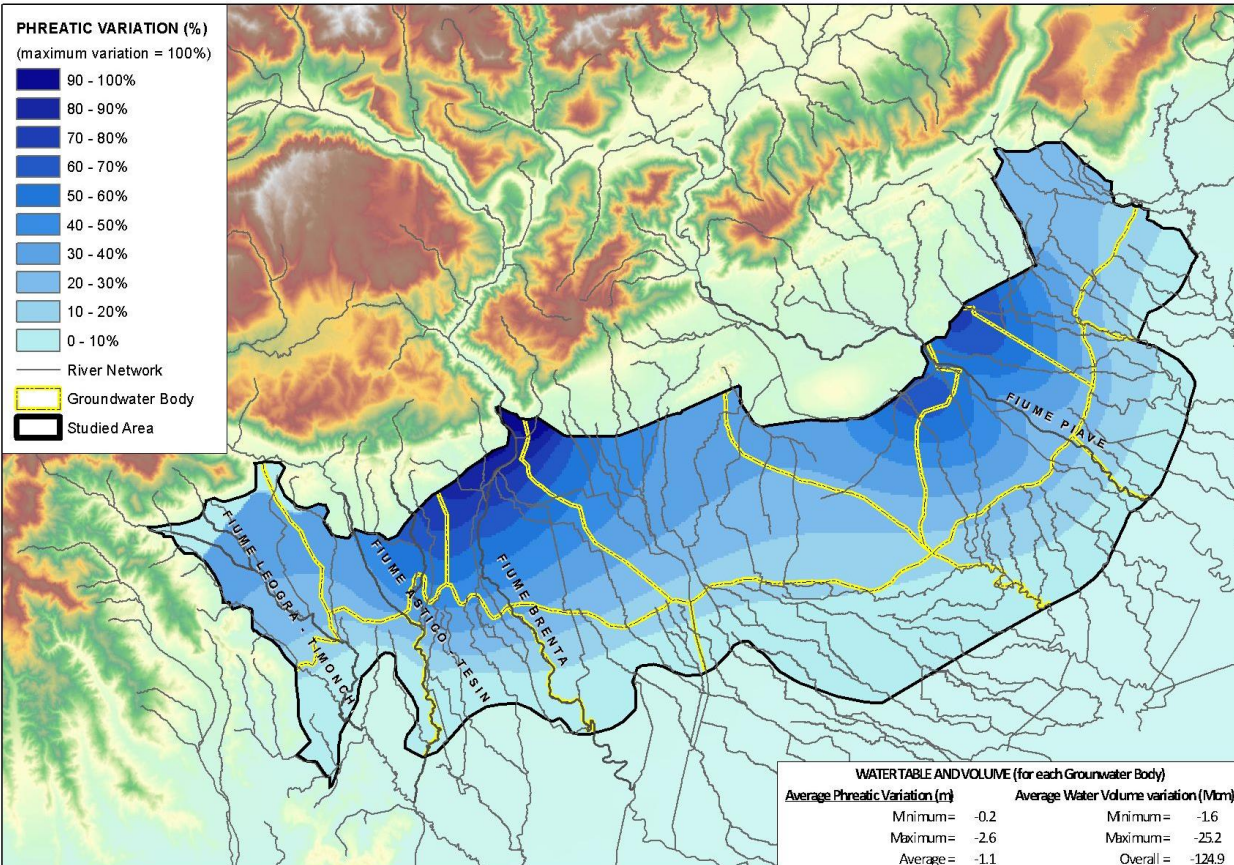 PHREATIC VARIATION (%)
(maximum variation = 100%)
90 - 100%
80 - 90%
70 - 80%
60 - 70%
50 - 60%
40 - 50%
30 - 40%
20 - 30%
10 - 20%
0 - 10%
River Network
Groundwater Body
Studied Area
FIUME PIAVE
FIUME LEOGRA - TIMONCH
FIUME ASTICO - TESIN
FIUME BRENTA
WATER TABLE AND VOLUME (for each Grounwater Body)
Average Phreatic Variation (m) Average Water Volume variation (Mcm)
Minimum = -0.2 Minimum = -1.6
Maximum = -2.6 Maximum = -25.2
Average = -1.1 Overall = -124.9